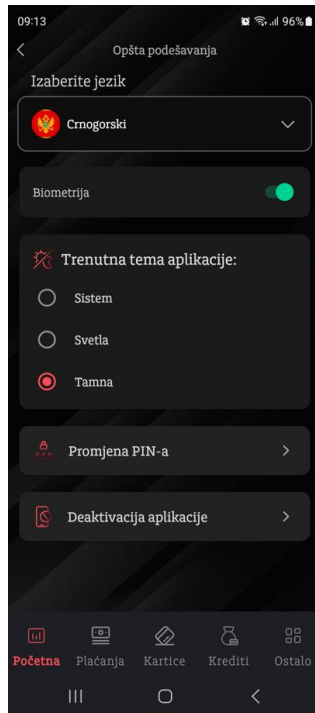 09:13
96%
Opšta podešavanja
Izaberite jezik
Crnogorski
Biometrija
Trenutna tema aplikacije:
Sistem
Svetla
Tamna
Promjena PIN-a
Deaktivacija aplikacije
Početna Plaćanja Kartice Krediti Ostalo